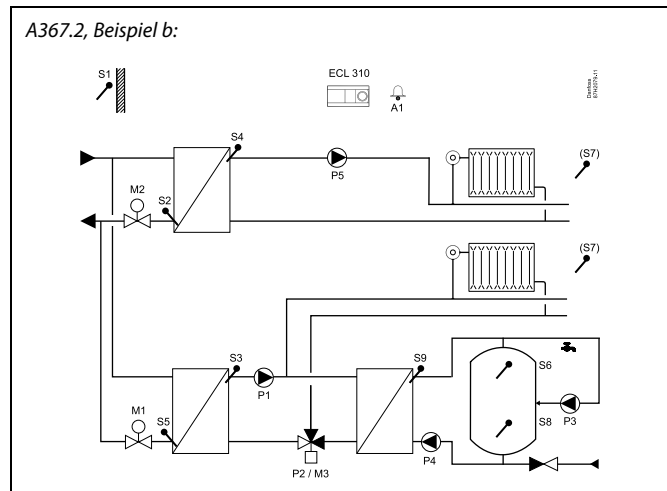 A367.2, Beispiel b:
S1
ECL 310
A1
Danfoss
87H2079.11
S4
P5
(S7)
M2
S2
(S7)
S3
S9
P1
S6
M1
S5
S8
P3
P4
P2 / M3